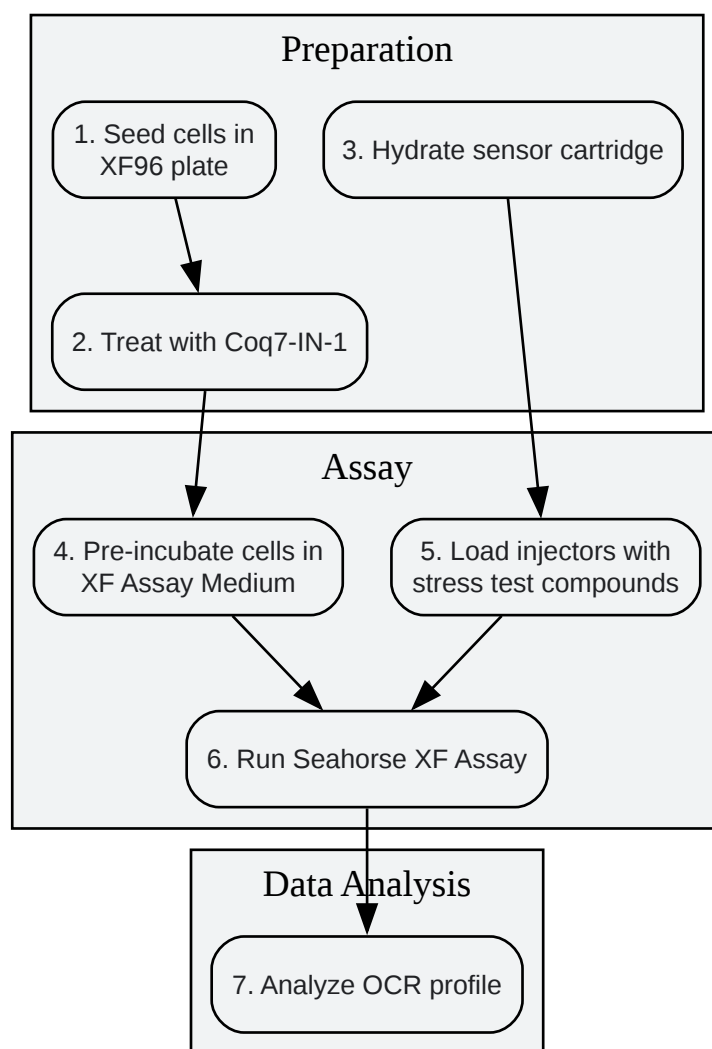 Preparation
1. Seed cells in
XF96 plate
3. Hydrate sensor cartridge
2. Treat with Coq7-IN-1
Assay
4. Pre-incubate cells in
XF Assay Medium
5. Load injectors with
stress test compounds
6. Run Seahorse XF Assay
Data Analysis
7. Analyze OCR profile